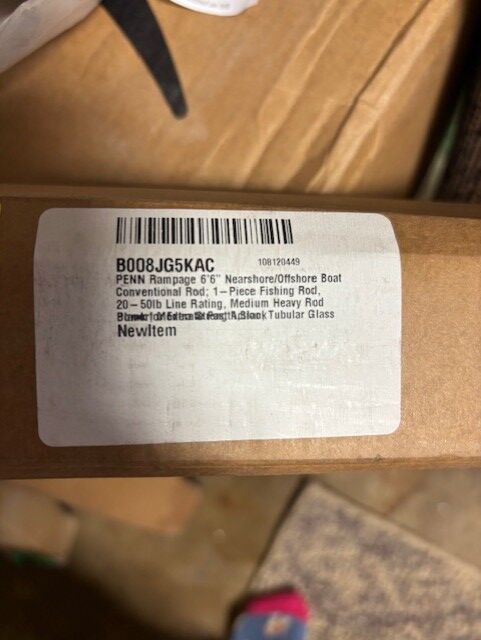 B008JG5KAC 108120449
PENN Rampage 6'6" Nearshore/Offshore Boat
Conventional Rod; 1-Piece Fishing Rod,
20-50lb Line Rating, Medium Heavy Rod
Tubular Glass
NewItem